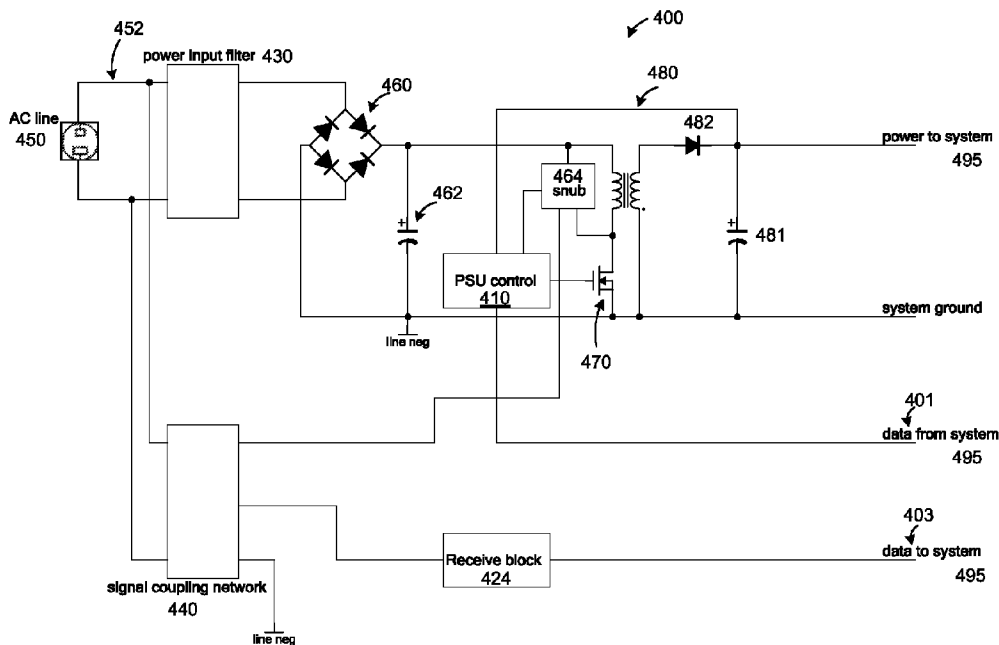 400
452
power input filter 430
480
460
482
AC line
450
power to system
495
464
snub
462
+
+
481
PSU control
410
system ground
line neg
470
401
data from system
495
403
data to system
495
Receive block
424
signal coupling network
440
line neg